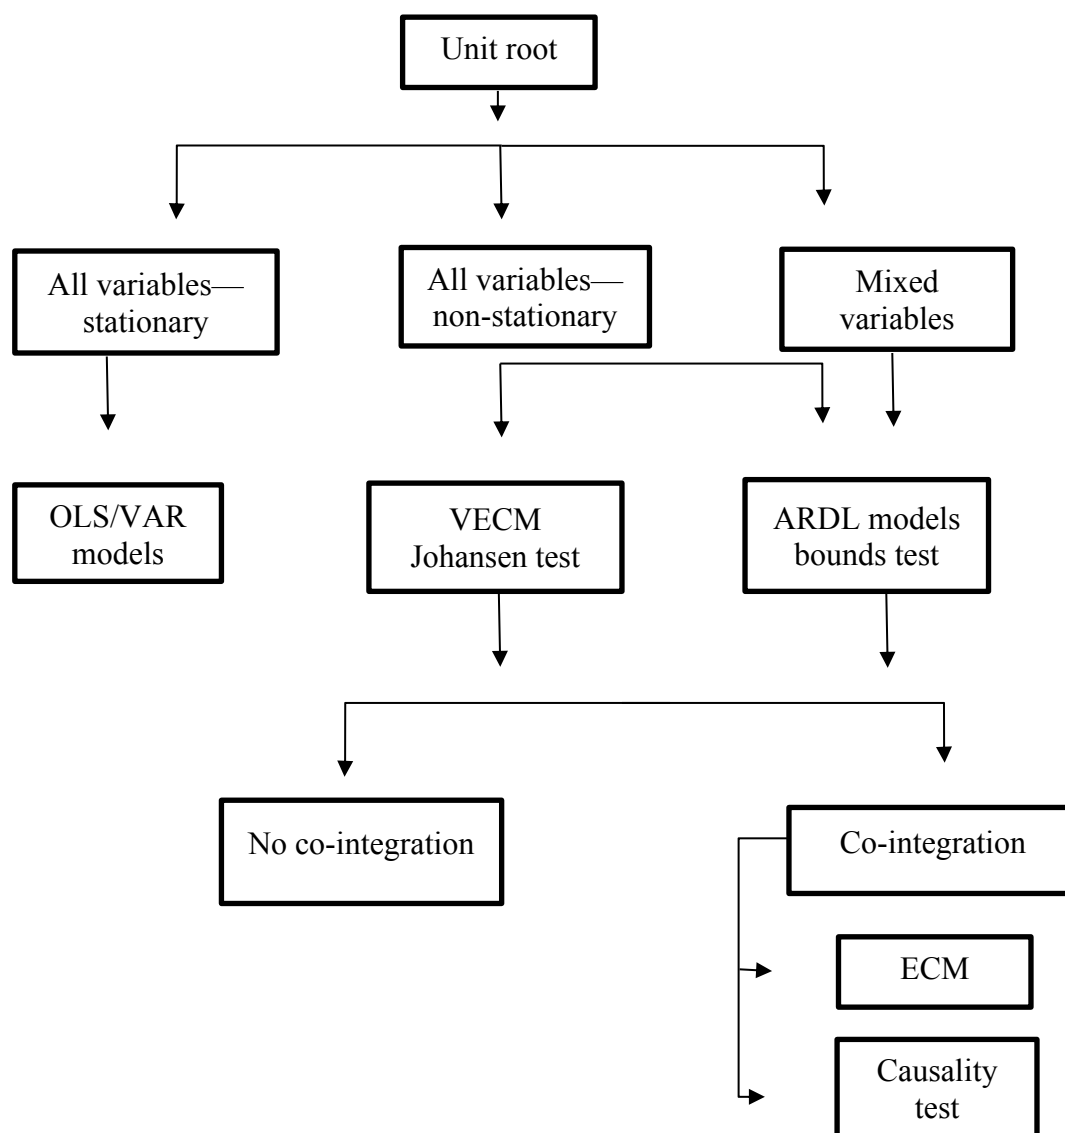 Unit root
All variables—
stationary
All variables—
non-stationary
Mixed
variables
OLS/VAR
models
VECM
Johansen test
ARDL models
bounds test
No co-integration
Co-integration
ECM
Causality
test